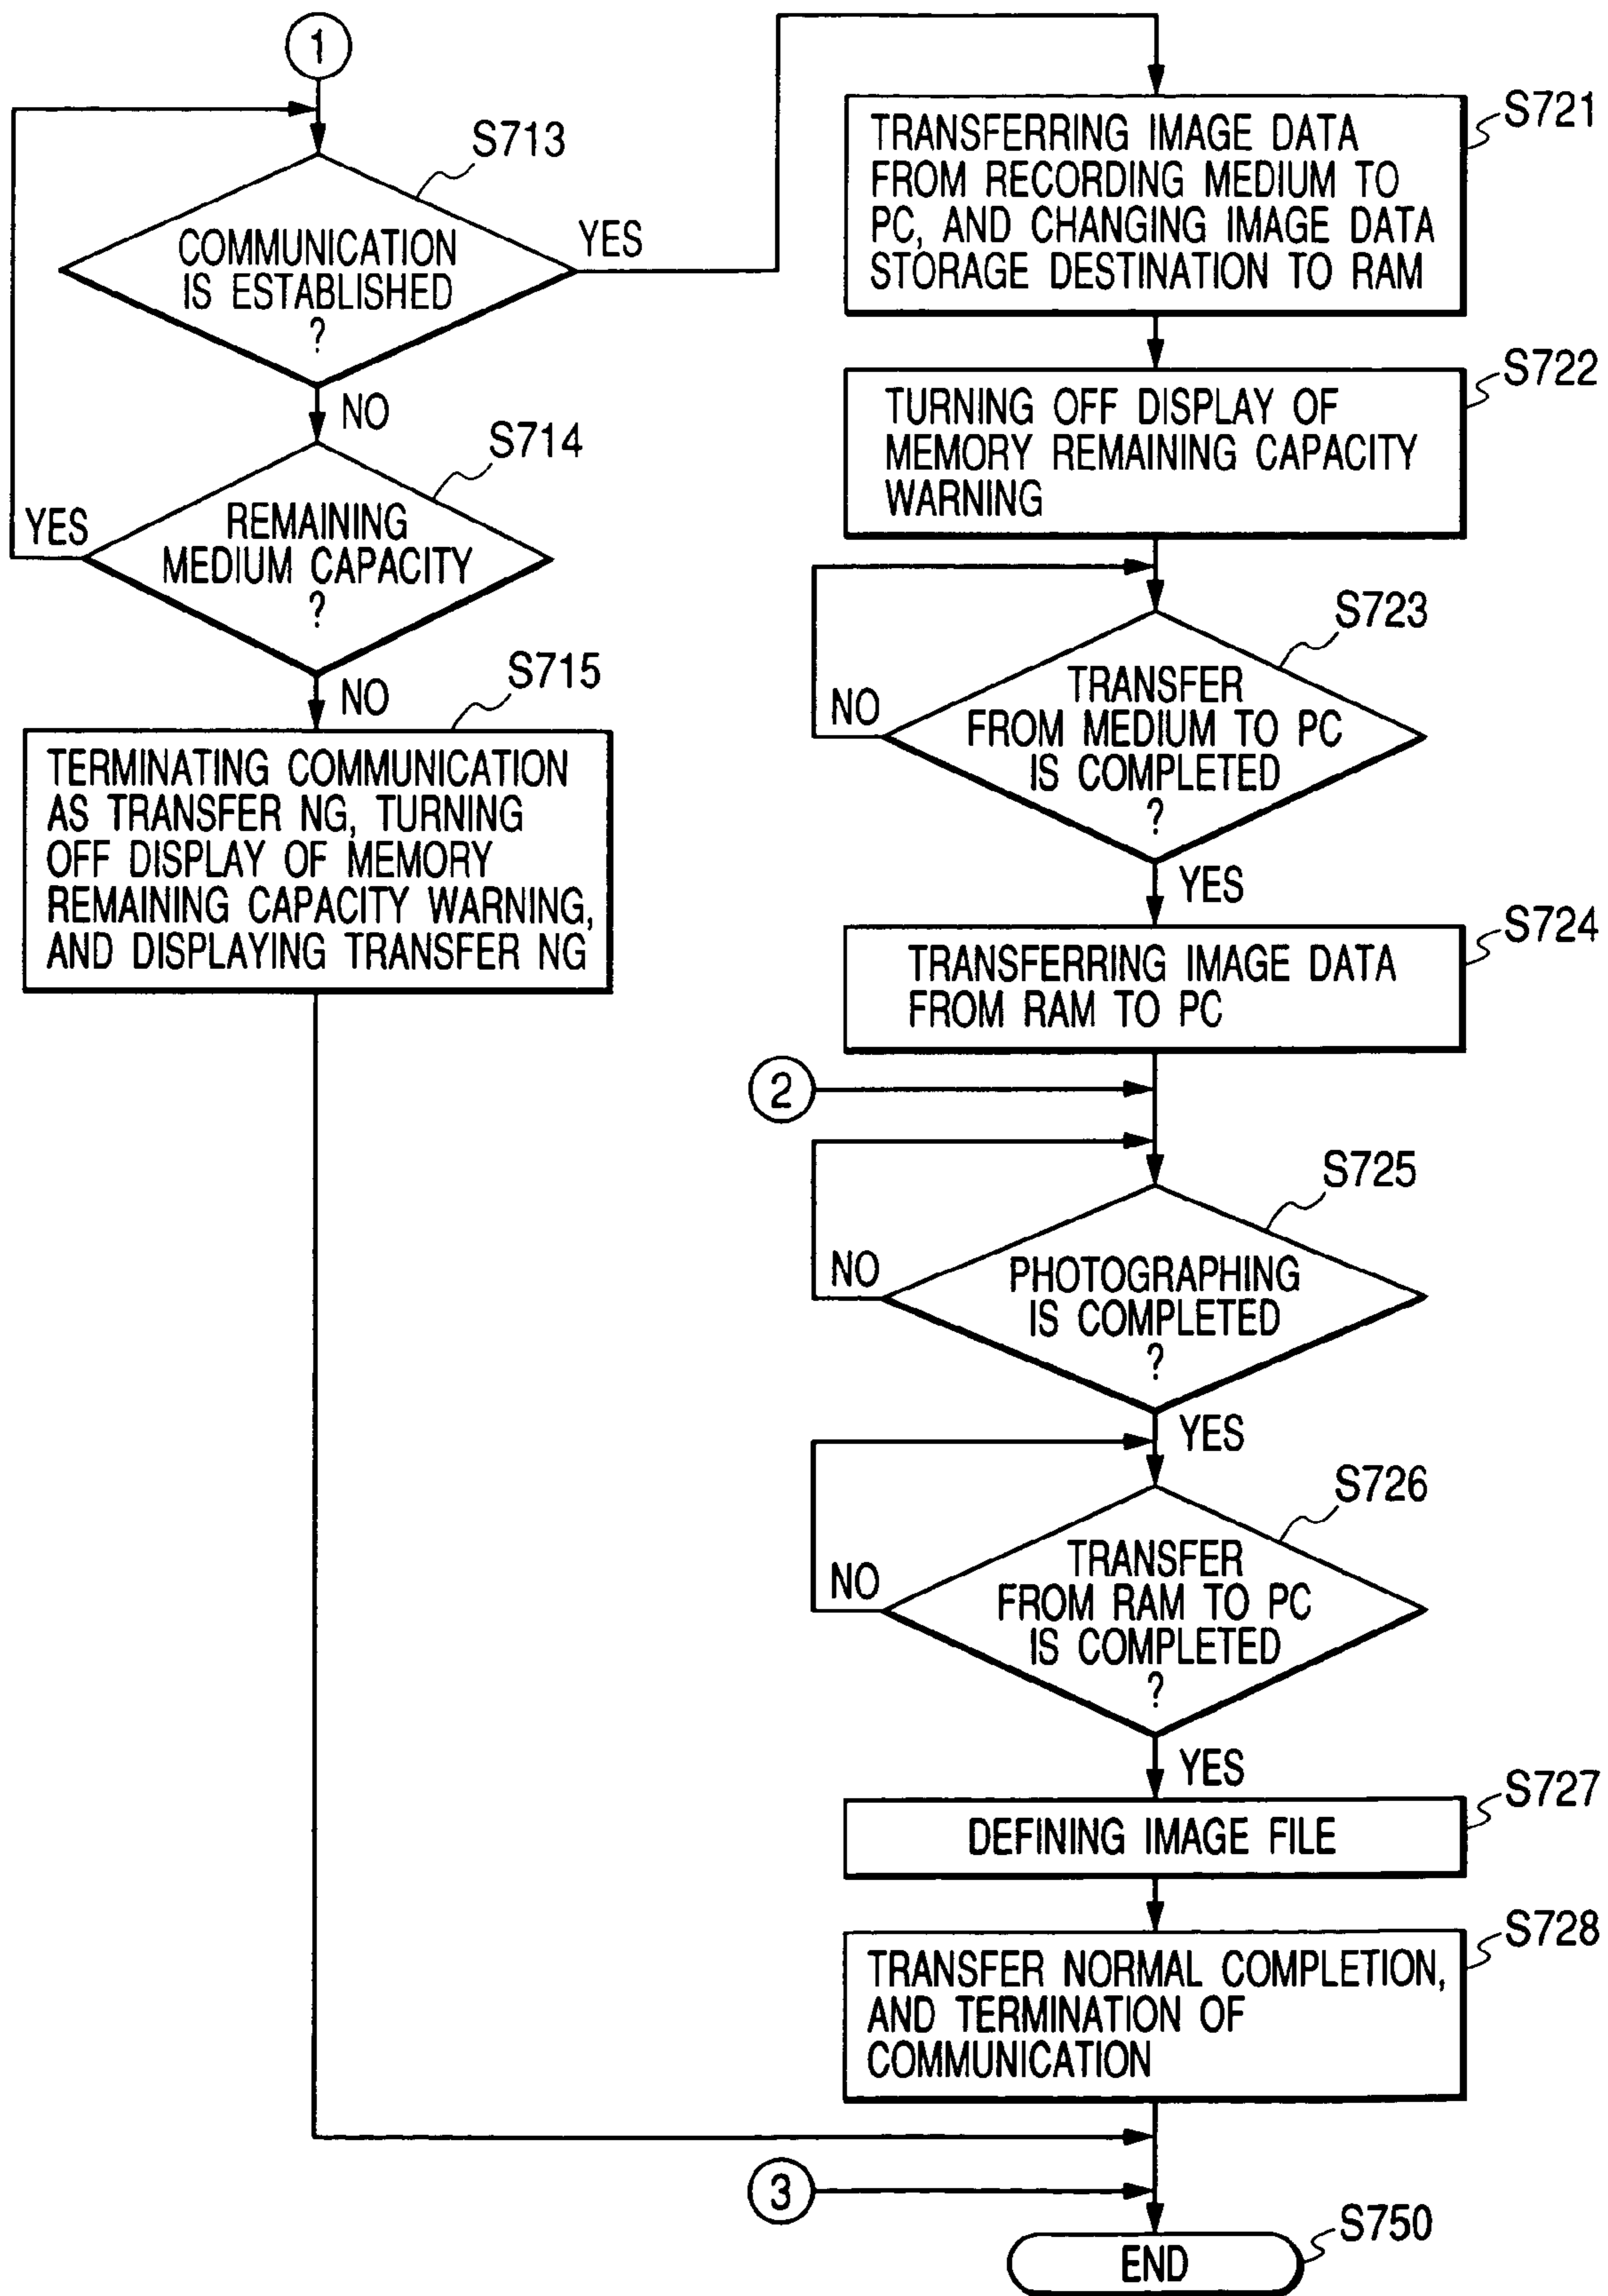 1
S713
COMMUNICATION
IS ESTABLISHED
?
YES
NO
S714
REMAINING
MEDIUM CAPACITY
?
YES
NO
S715
TERMINATING COMMUNICATION
AS TRANSFER NG, TURNING
OFF DISPLAY OF MEMORY
REMAINING CAPACITY WARNING,
AND DISPLAYING TRANSFER NG
S721
TRANSFERRING IMAGE DATA
FROM RECORDING MEDIUM TO
PC, AND CHANGING IMAGE DATA
STORAGE DESTINATION TO RAM
S722
TURNING OFF DISPLAY OF
MEMORY REMAINING CAPACITY
WARNING
S723
TRANSFER
FROM MEDIUM TO PC
IS COMPLETED
?
NO
YES
S724
TRANSFERRING IMAGE DATA
FROM RAM TO PC
2
S725
PHOTOGRAPHING
IS COMPLETED
?
NO
YES
S726
TRANSFER
FROM RAM TO PC
IS COMPLETED
?
NO
YES
S727
DEFINING IMAGE FILE
S728
TRANSFER NORMAL COMPLETION,
AND TERMINATION OF
COMMUNICATION
3
S750
END